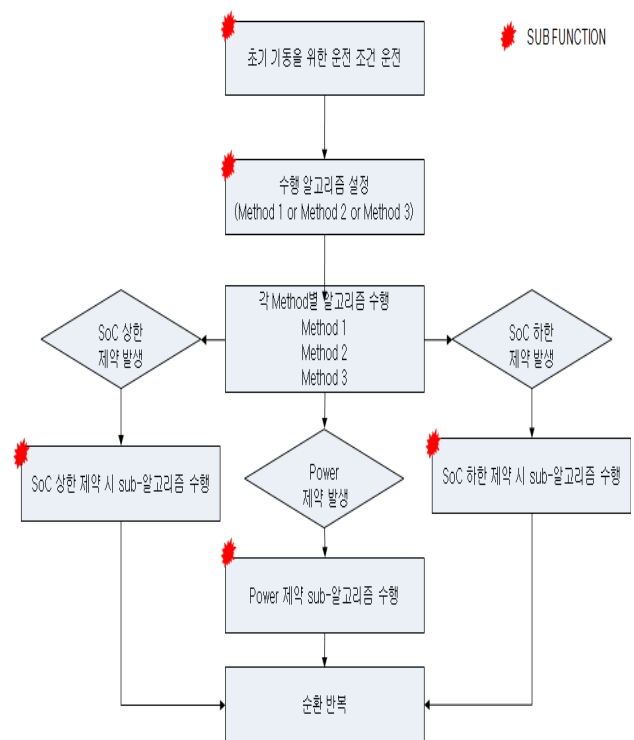 초기 기동을 위한 운전 조건 운전
SUB FUNCTION
수행 알고리즘 설정
(Method 1 or Method 2 or Method 3)
각 Method별 알고리즘 수행
Method 1
Method 2
Method 3
SoC 상한
제약 발생
SoC 하한
제약 발생
SoC 상한 제약 시 sub-알고리즘 수행
Power
제약 발생
SoC 하한 제약 시 sub-알고리즘 수행
Power 제약 sub-알고리즘 수행
순환 반복